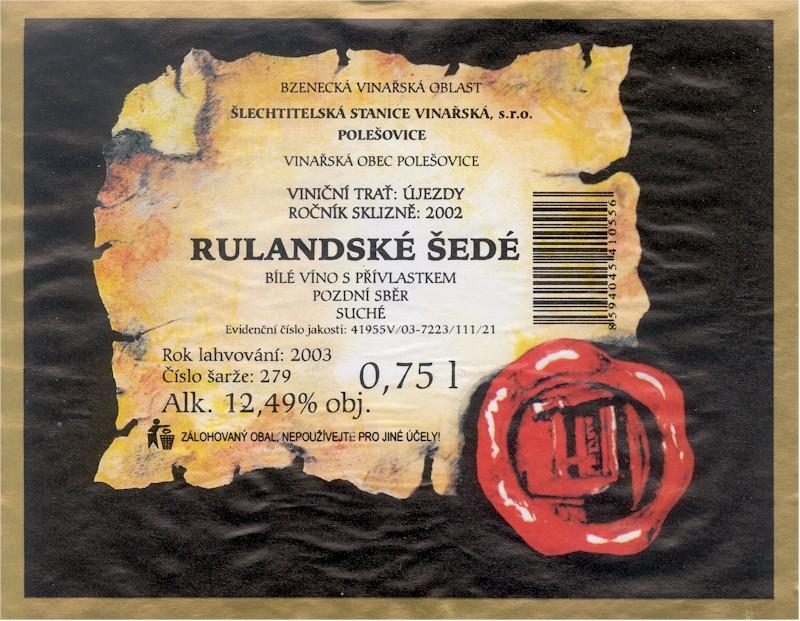 BZENECKÁ VINAŘSKÁ OBLAST
ŠLECHTITELSKÁ STANICE VINAŘSKÁ, s.r.o.
POLEŠOVICE
VINAŘSKÁ OBEC POLEŠOVICE
VINIČNÍ TRAŤ: ÚJEZDY
ROČNÍK SKLIZNĚ: 2002
RULANDSKÉ ŠEDÉ
BÍLÉ VÍNO S PŘÍVLASTKEM
POZDNÍ SBĚR
SUCHÉ
Evidenční číslo jakosti: 41955V/03-7223/111/21
Rok lahvování: 2003
Číslo šarže: 279
0,75 l
Alk. 12,49% obj.
ZÁLOHOVANÝ OBAL, NEPOUŽÍVEJTE PRO JINÉ ÚČELY!
8594045410556